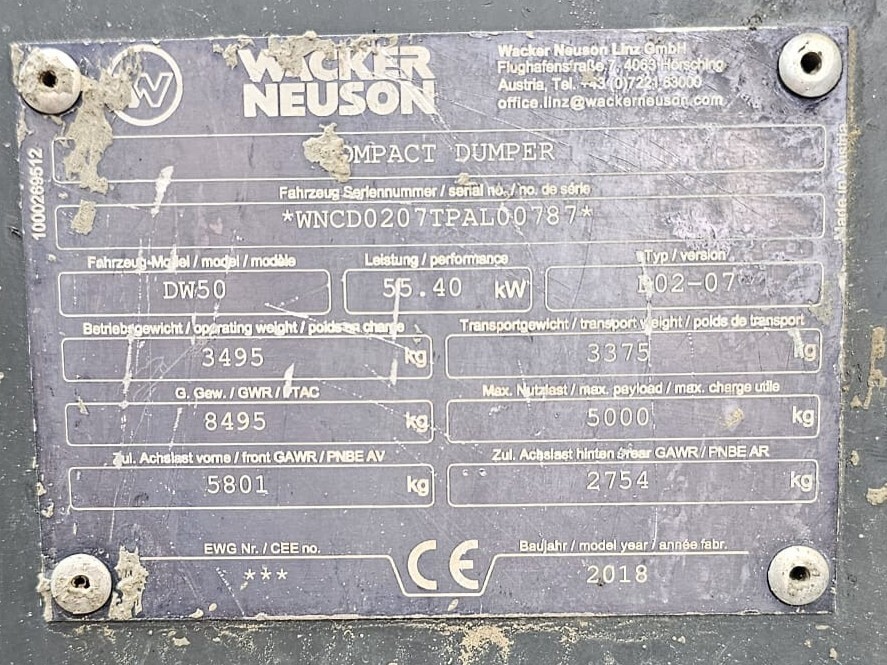 W
WACKER
NEUSON
Wacker Neuson Linz GmbH
Flughafenstraße 7, 4063 Hörsching
Austria, Tel. +43(0)7221 63000
office.linz@wackerneuson.com
1000269512
Made in Austria
COMPACT DUMPER
Fahrzeug Seriennummer / serial no. / no. de série
*WNCD0207TPAL00787*
Fahrzeug-Modell / model / modèle
DW50
Leistung / performance
55.40 kW
Typ / version
D02-07
Betriebsgewicht / operating weight / poids en charge
3495 kg
Transportgewicht / transport weight / poids de transport
3375 kg
G. Gew. / GWR / PTAC
8495 kg
Max. Nutzlast / max. payload / max. charge utile
5000 kg
Zul. Achslast vorne / front GAWR / PNBE AV
5801 kg
Zul. Achslast hinten / rear GAWR / PNBE AR
2754 kg
EWG Nr. / CEE no.
***
CE
Baujahr / model year / année fabr.
2018